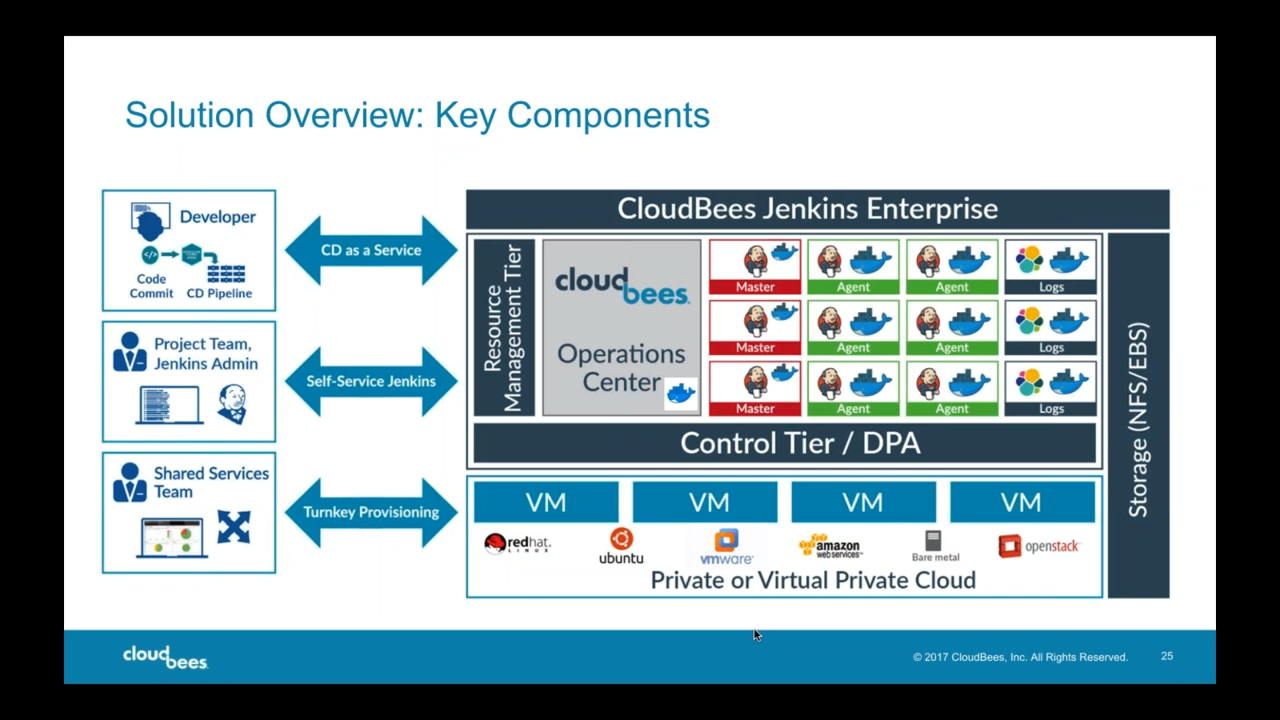 Solution Overview: Key Components
Developer
Code
Commit
CD Pipeline
CD as a Service
Project Team,
Jenkins Admin
Self-Service Jenkins
Shared Services
Team
Turnkey Provisioning
CloudBees Jenkins Enterprise
Resource
Management Tier
cloudbees
Operations
Center
Master
Agent
Agent
Logs
Master
Agent
Agent
Logs
Master
Agent
Agent
Logs
Control Tier / DPA
Storage (NFS/EBS)
VM
VM
VM
VM
redhat.
LINUX
ubuntu
vmware
amazon
web services™
Bare metal
openstack
Private or Virtual Private Cloud
cloudbees
© 2017 CloudBees, Inc. All Rights Reserved.
25